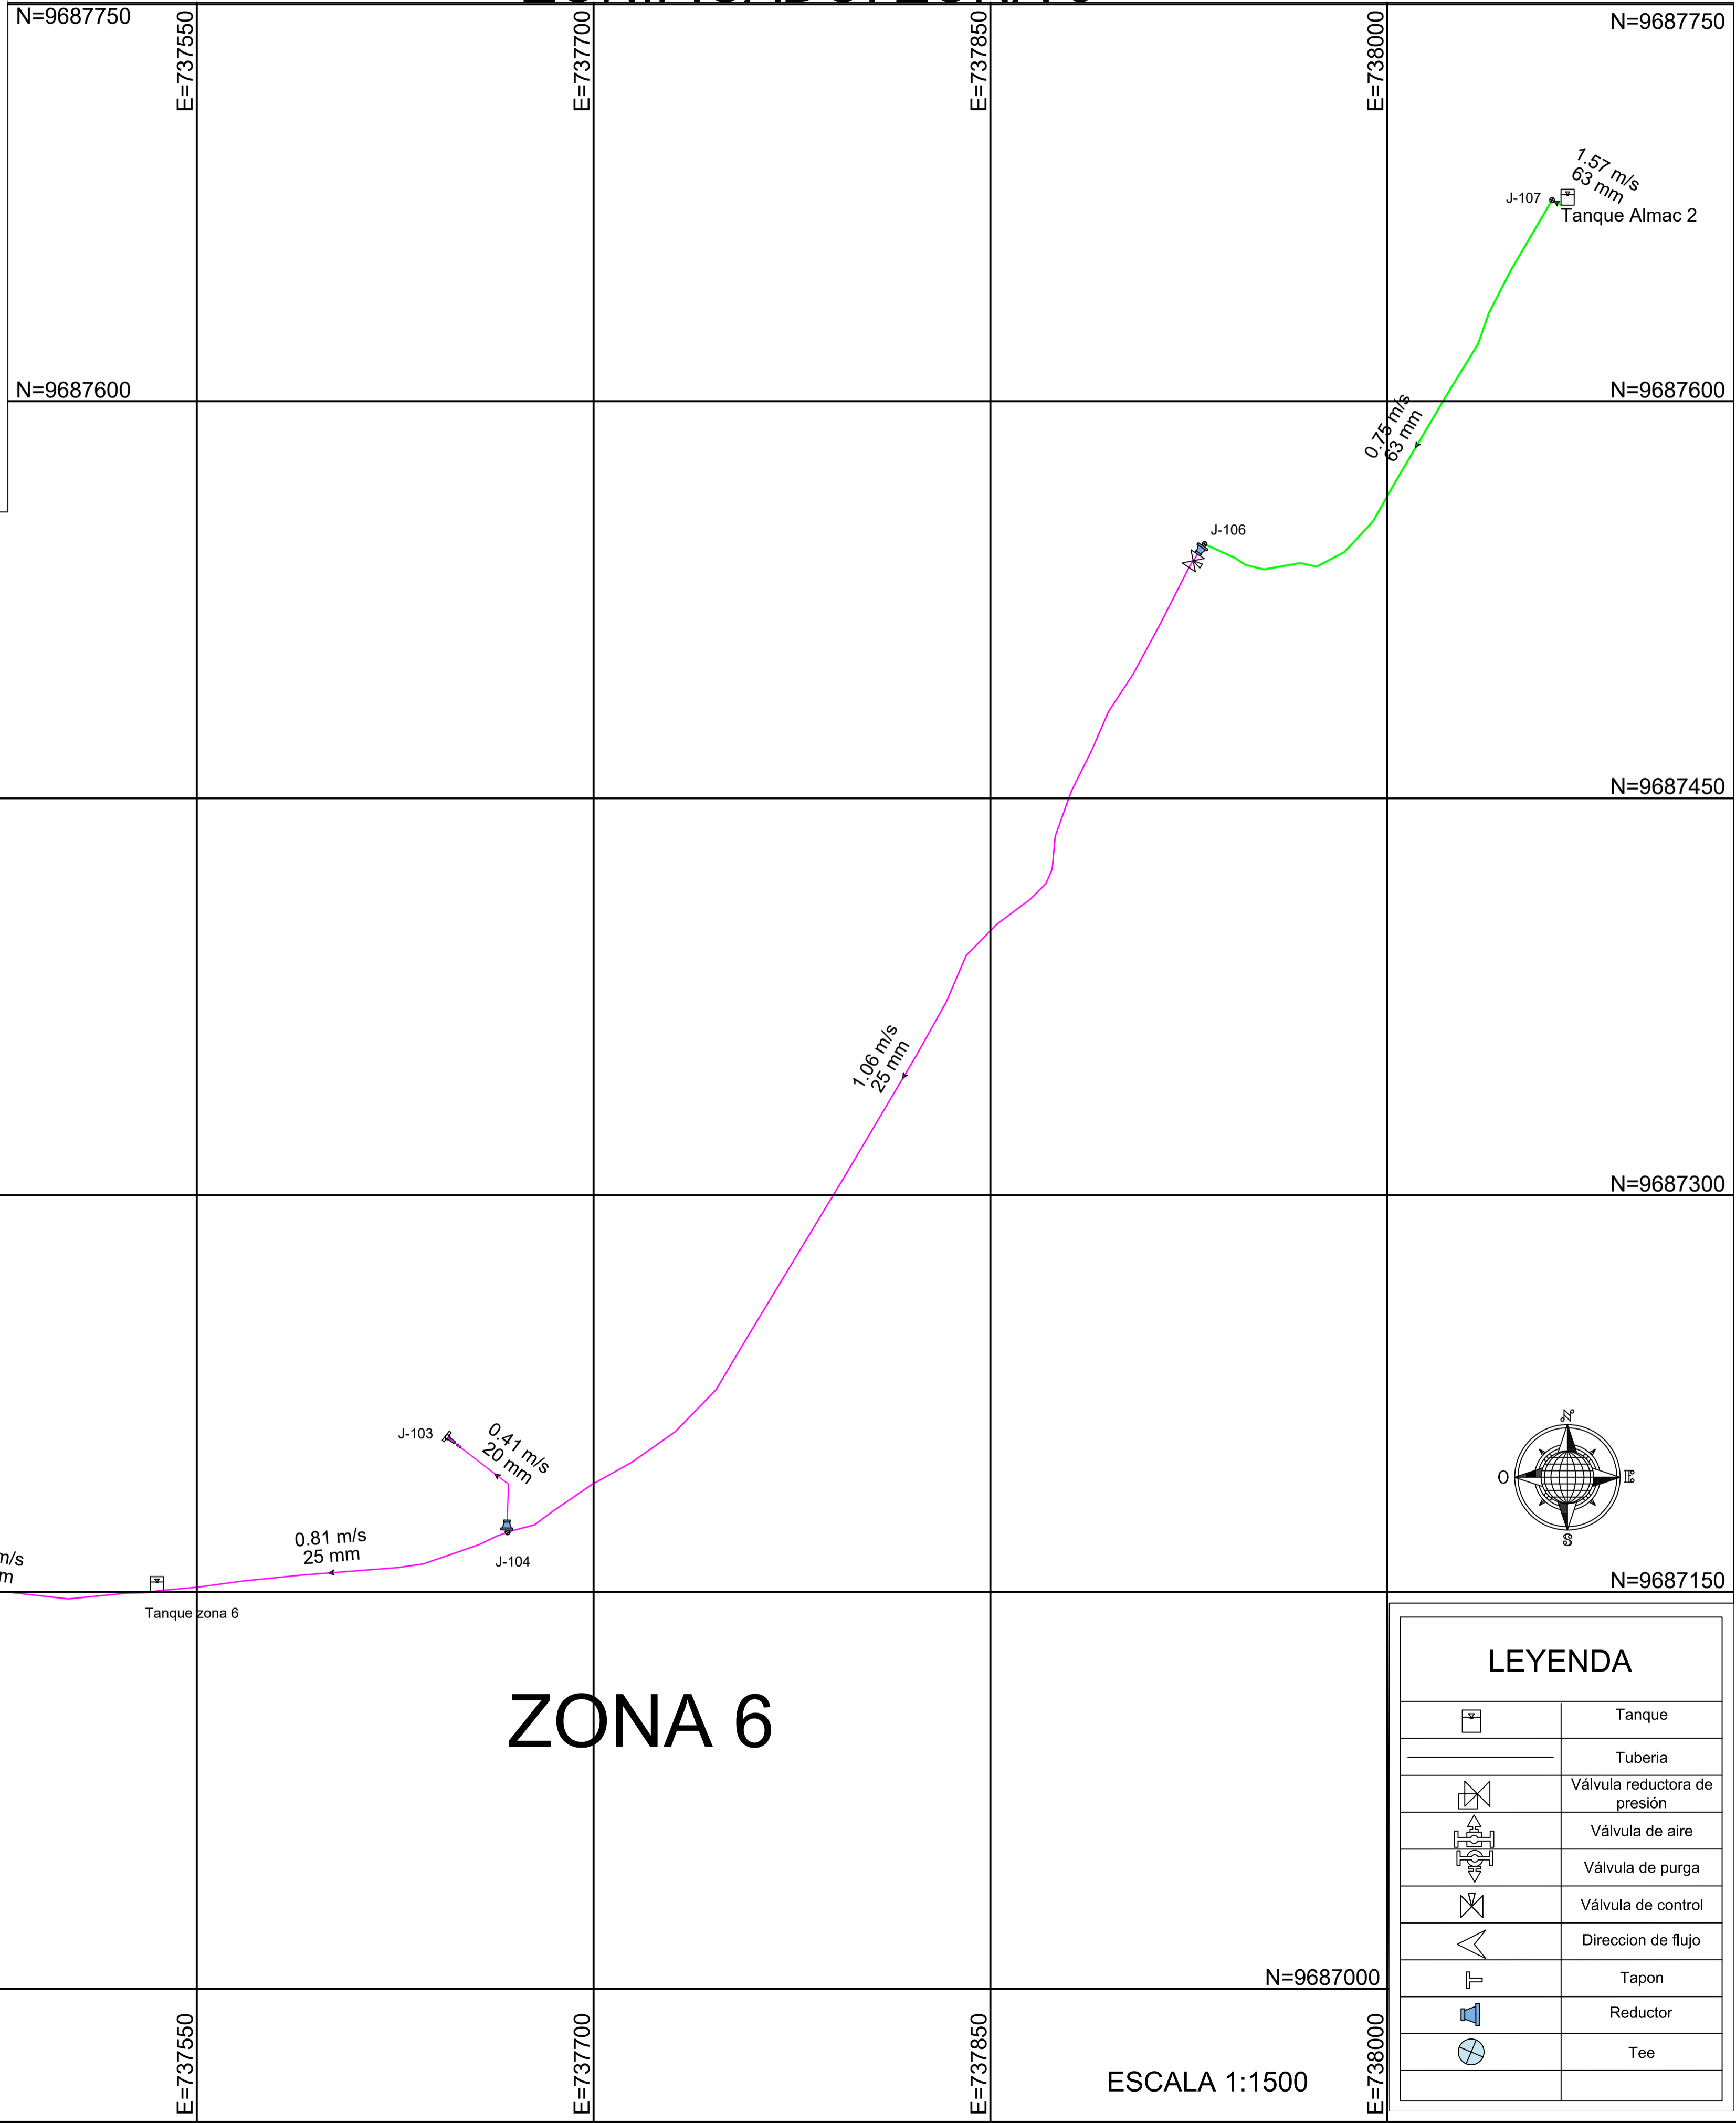 N=9687750
E=737550
E=737700
E=737850
E=738000
N=9687750
1.57 m/s
63 mm
J-107
Tanque Almac 2
N=9687600
N=9687600
0.75 m/s
63 mm
J-106
N=9687450
1.06 m/s
25 mm
N=9687300
J-103
0.41 m/s
20 mm
N
O
E
S
0.81 m/s
25 mm
J-104
m/s
m
N=9687150
Tanque zona 6
ZONA 6
LEYENDA
Tanque
Tuberia
Válvula reductora de
presión
Válvula de aire
Válvula de purga
Válvula de control
Direccion de flujo
Tapon
Reductor
Tee
N=9687000
E=737550
E=737700
E=737850
E=738000
ESCALA 1:1500